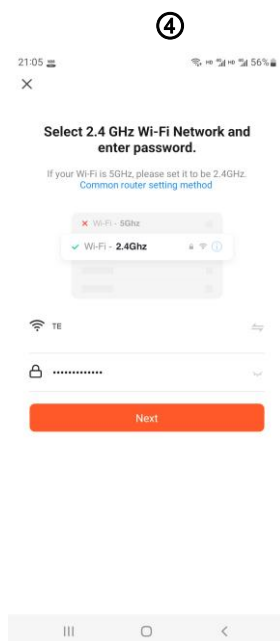 ④
21:05 56%
Select 2.4 GHz Wi-Fi Network and
enter password.
If your Wi-Fi is 5GHz, please set it to be 2.4GHz.
Common router setting
method
Wi-Fi - 5Ghz
Wi-Fi - 2.4Ghz
TE
•••••••••••••
Next